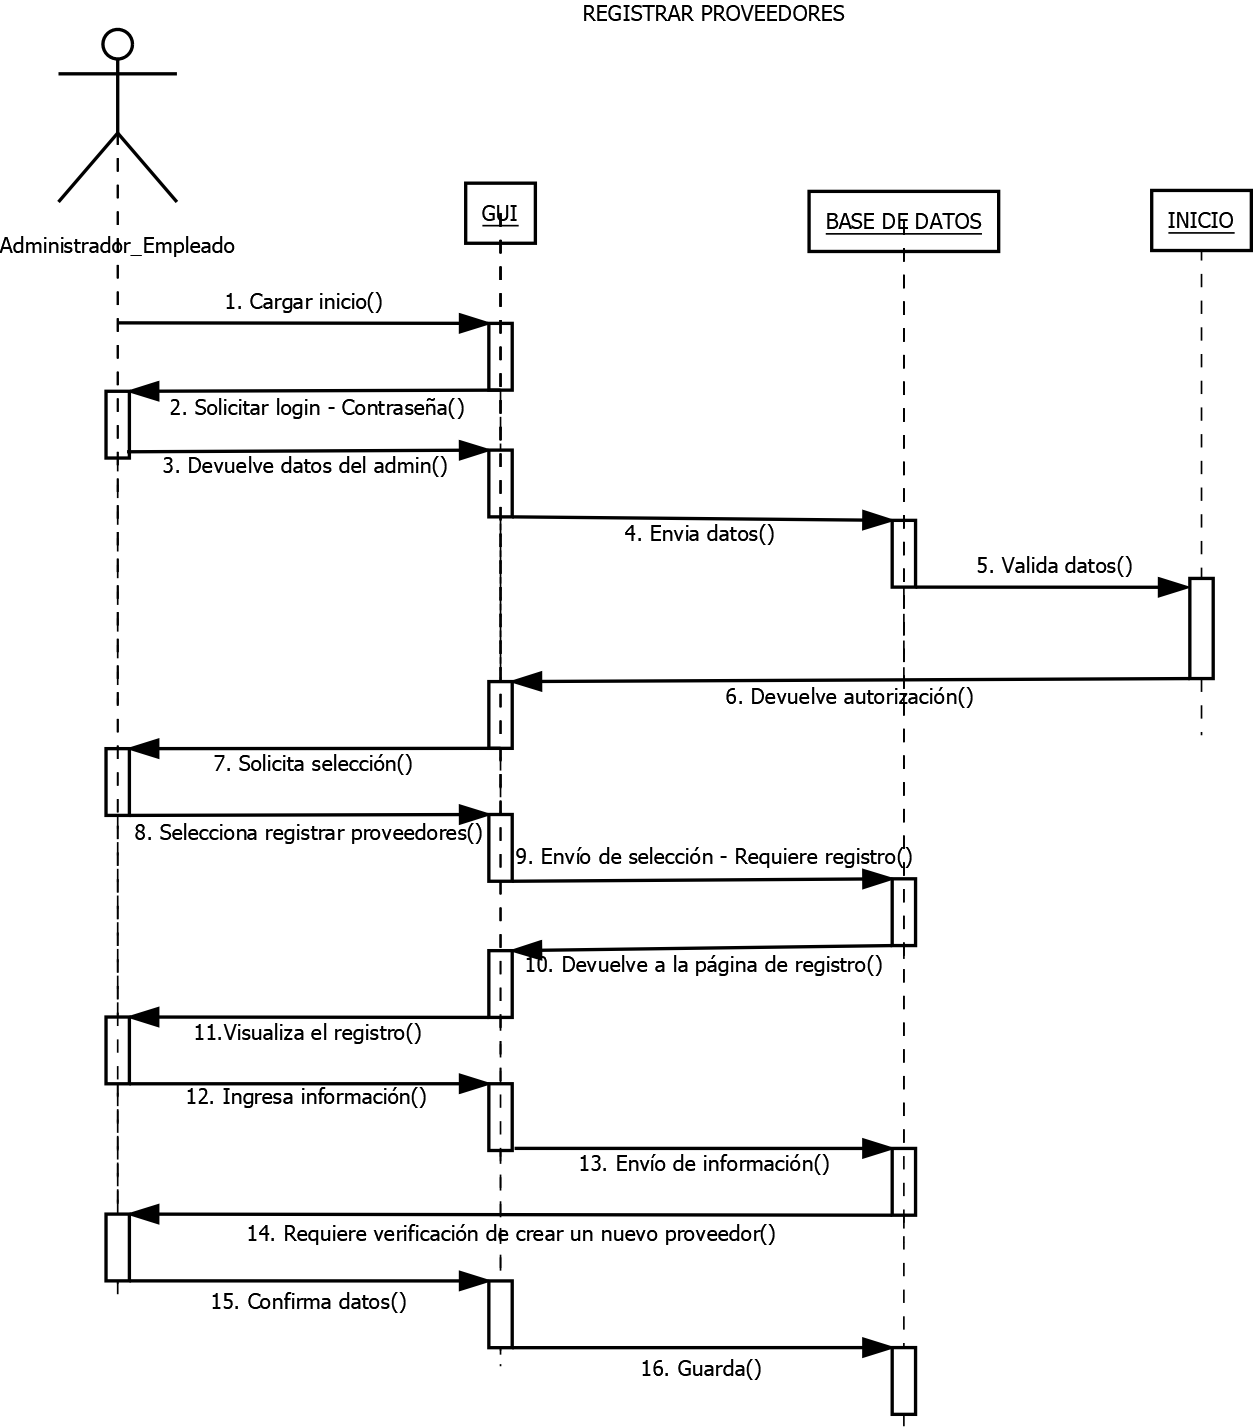 REGISTRAR PROVEEDORES
GUI
BASE DE DATOS
INICIO
Administrador_Empleado
1. Cargar inicio()
2. Solicitar login - Contraseña()
3. Devuelve datos del admin()
4. Envia datos()
5. Valida datos()
6. Devuelve autorización()
7. Solicita selección()
8. Selecciona registrar proveedores()
9. Envío de selección - Requiere registro()
10. Devuelve a la página de registro()
11.Visualiza el registro()
12. Ingresa información()
13. Envío de información()
14. Requiere verificación de crear un nuevo proveedor()
15. Confirma datos()
16. Guarda()